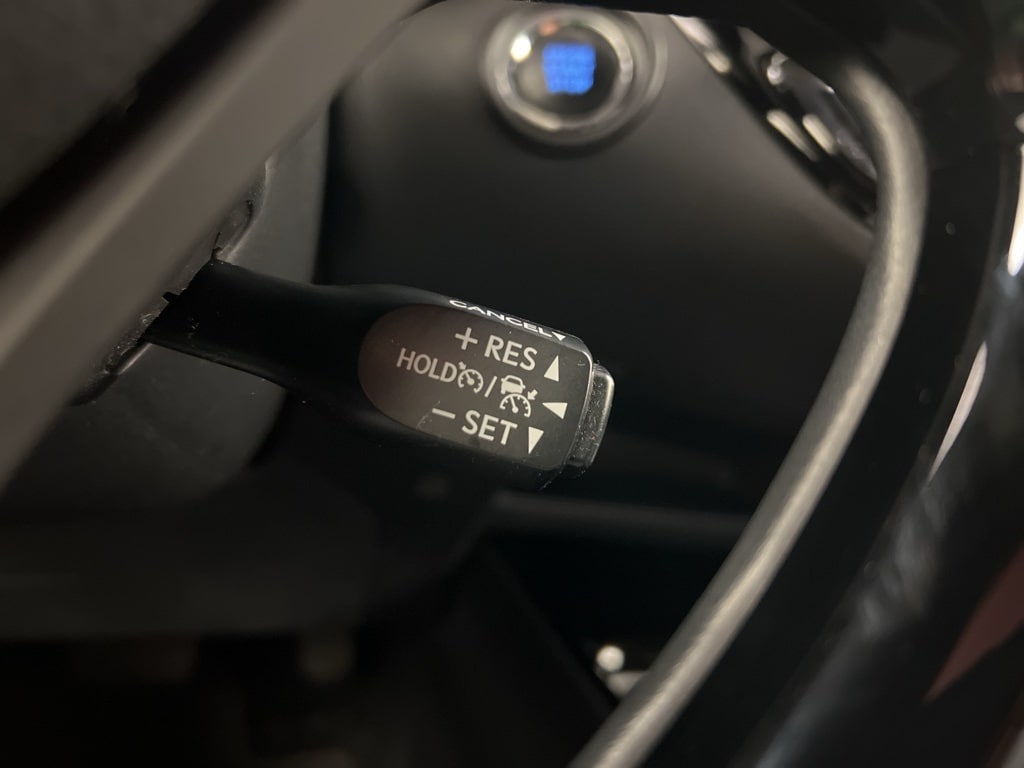 CANCEL
+ RES
HOLD /
− SET